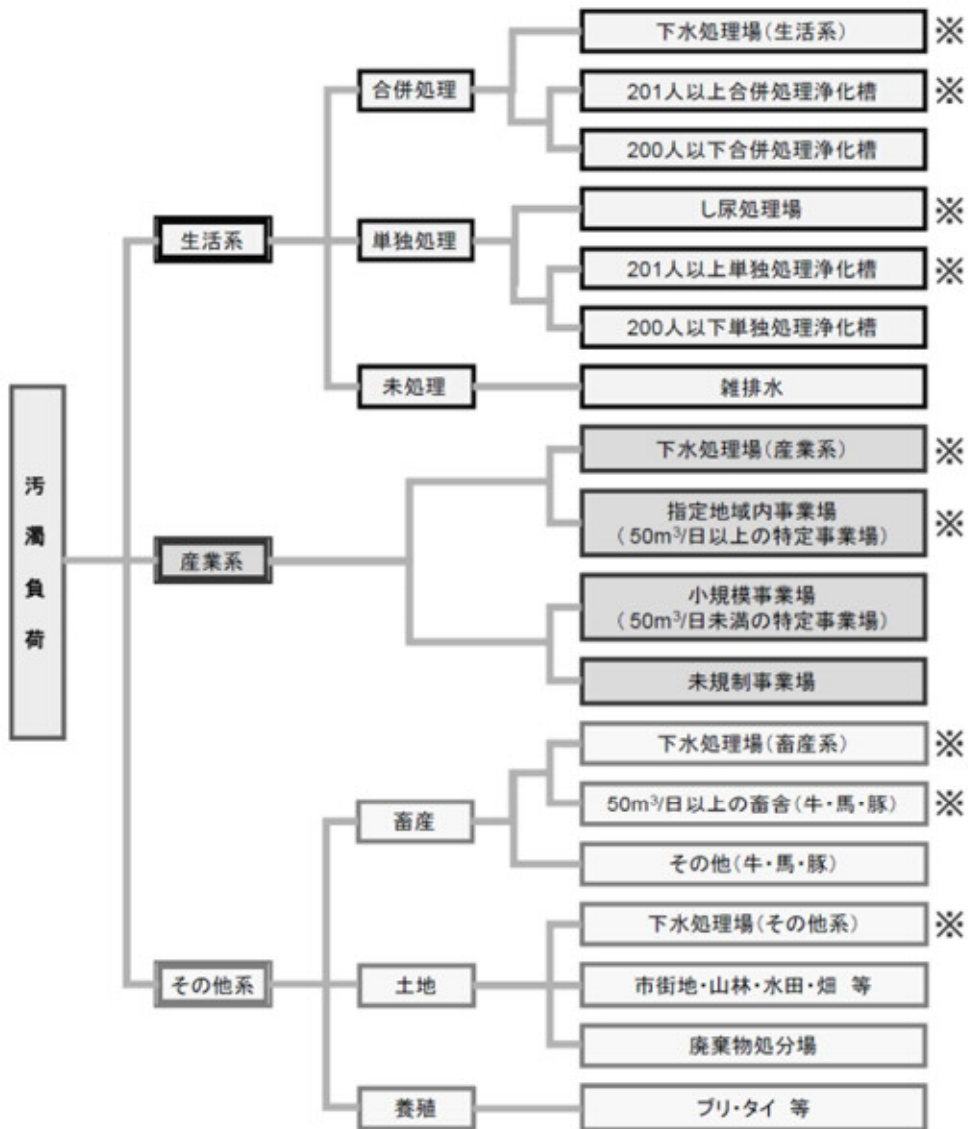 汚濁負荷
生活系
合併処理
下水処理場(生活系) ※
201人以上合併処理浄化槽 ※
200人以下合併処理浄化槽
単独処理
し尿処理場 ※
201人以上単独処理浄化槽 ※
200人以下単独処理浄化槽
未処理
雑排水
産業系
下水処理場(産業系) ※
指定地域内事業場
(50m³/日以上の特定事業場) ※
小規模事業場
(50m³/日未満の特定事業場)
未規制事業場
その他系
畜産
下水処理場(畜産系) ※
50m³/日以上の畜舎(牛・馬・豚) ※
その他(牛・馬・豚)
土地
下水処理場(その他系) ※
市街地・山林・水田・畑 等
廃棄物処分場
養殖
ブリ・タイ 等